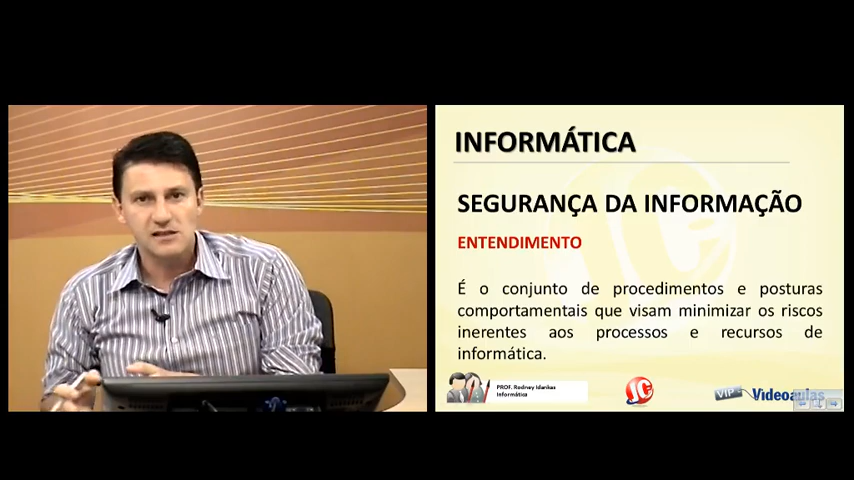 INFORMÁTICA
SEGURANÇA DA INFORMAÇÃO
ENTENDIMENTO
É o conjunto de procedimentos e posturas
comportamentais que visam minimizar os riscos
inerentes aos processos e recursos de
informática.
PROF. Rodney Idankas
Informática
JC
VIP Videoaulas